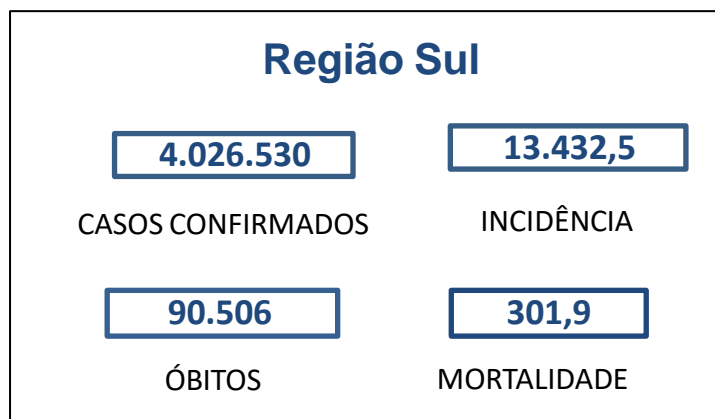 Região Sul
4.026.530
13.432,5
CASOS CONFIRMADOS
INCIDÊNCIA
90.506
301,9
ÓBITOS
MORTALIDADE